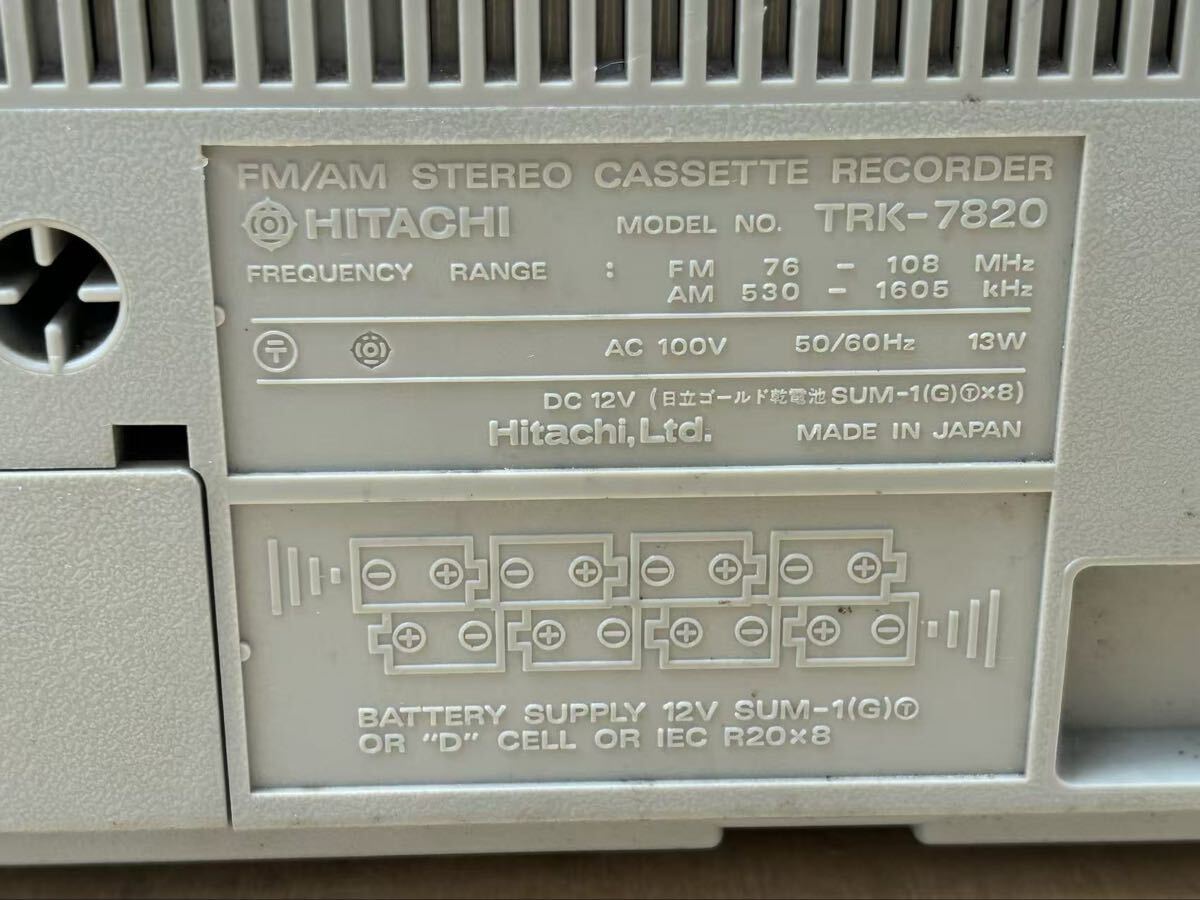 FM/AM STEREO CASSETTE RECORDER
HITACHI MODEL NO. TRK-7820
FREQUENCY RANGE : FM 76 - 108 MHz
AM 530 - 1605 kHz
〒 AC 100V 50/60Hz 13W
DC 12V (日立ゴールド乾電池 SUM-1(G)Ⓣ×8)
Hitachi, Ltd. MADE IN JAPAN
⊖ ⊕ ⊖ ⊕ ⊖ ⊕ ⊖ ⊕
⊕ ⊖ ⊕ ⊖ ⊕ ⊖ ⊕ ⊖
BATTERY SUPPLY 12V SUM-1(G)Ⓣ
OR "D" CELL OR IEC R20×8